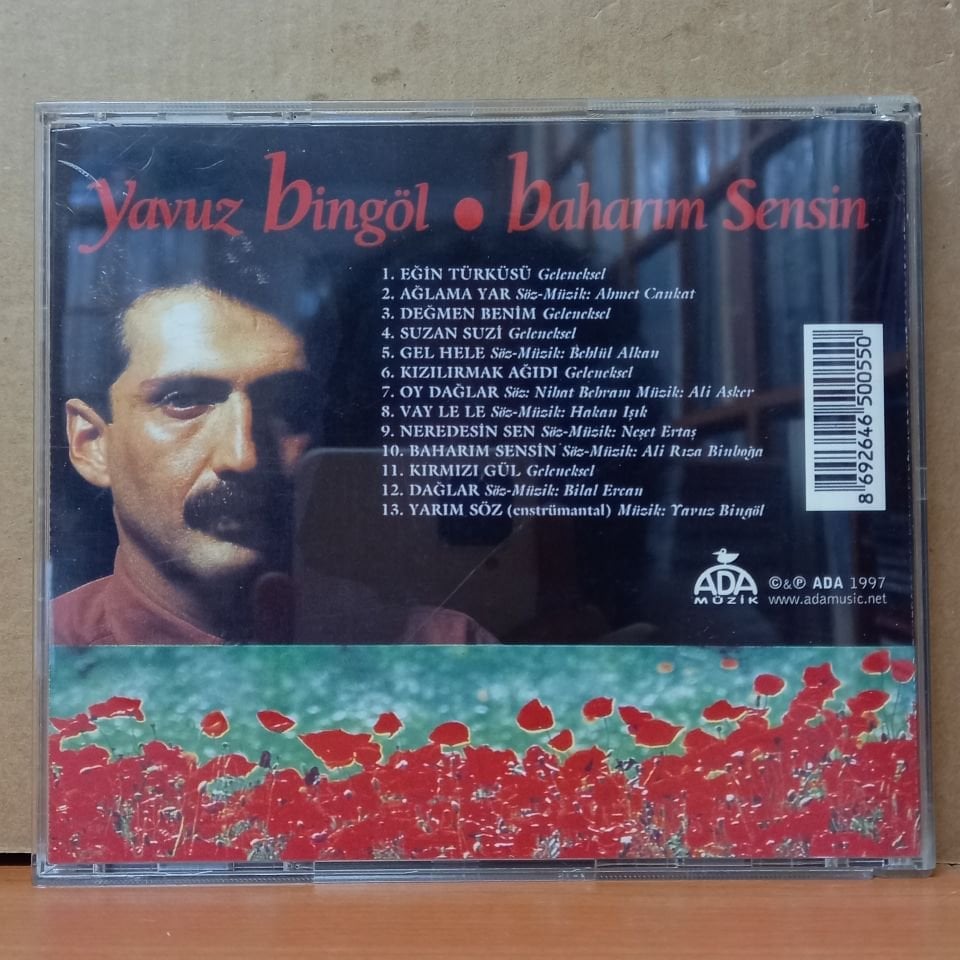 Yavuz Bingöl • Baharım Sensin
1. EĞİN TÜRKÜSÜ Geleneksel
2. AĞLAMA YAR Söz-Müzik: Ahmet Cankat
3. DEĞMEN BENİM Geleneksel
4. SUZAN SUZİ Geleneksel
5. GEL HELE Söz-Müzik: Behlül Alkan
6. KIZILIRMAK AĞIDI Geleneksel
7. OY DAĞLAR Söz: Nihat Behram Müzik: Ali Asker
8. VAY LE LE Söz-Müzik: Hakan Işık
9. NEREDESİN SEN Söz-Müzik: Neşet Ertaş
10. BAHARIM SENSİN Söz-Müzik: Ali Rıza Binboğa
11. KIRMIZI GÜL Geleneksel
12. DAĞLAR Söz-Müzik: Bilal Ercan
13. YARIM SÖZ (enstrümantal) Müzik: Yavuz Bingöl
8 692646 500550
ADA
MÜZİK
©&℗ ADA 1997
www.adamusic.net